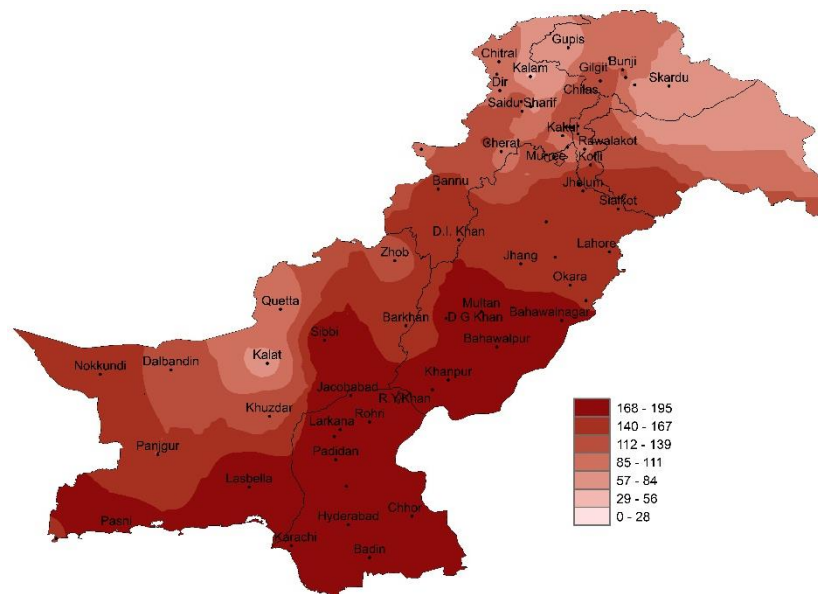 Gupis
Chitral
Kalam
Gilgit
Bunji
Skardu
Dir
Chilas
Saidu Sharif
Kakul
Cherat
Rawalakot
Murree
Kotli
Bannu
Jhelum
Sialkot
D.I. Khan
Lahore
Zhob
Jhang
Okara
Quetta
Multan
Barkhan
D G Khan
Bahawalnagar
Sibbi
Bahawalpur
Kalat
Nokkundi
Dalbandin
Khanpur
Jacobabad
R.Y.Khan
Khuzdar
Larkana
Rohri
Panjgur
Padidan
Lasbella
Pasni
Hyderabad
Chhor
Karachi
Badin
168 - 195
140 - 167
112 - 139
85 - 111
57 - 84
29 - 56
0 - 28